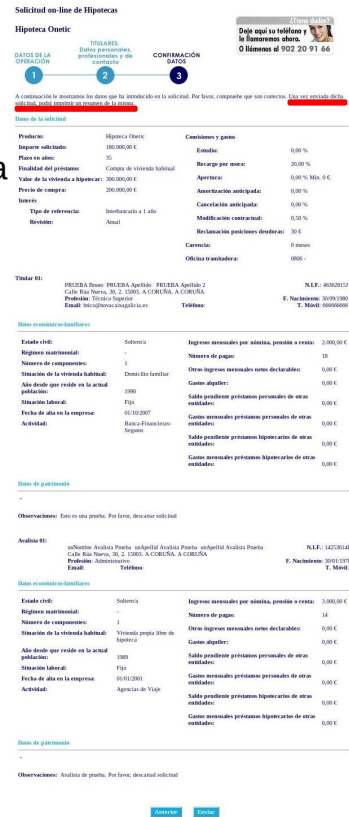 Solicitud on-line de Hipotecas
Hipoteca Onetic
¿Tiene dudas?
Deje aquí su teléfono y
le llamaremos ahora.
O llámenos al 902 20 91 66
DATOS DE LA OPERACIÓN
1
TITULARES:
Datos personales, profesionales y de contacto
2
CONFIRMACIÓN DATOS
3
a
A continuación le mostramos los datos que ha introducido en la solicitud. Por favor, compruebe que son correctos. Una vez enviada dicha
solicitud, podrá imprimir un resumen de la misma.
Datos de la solicitud
Producto: Hipoteca Onetic
Importe solicitado: 180.000,00 €
Plazo en años: 35
Finalidad del préstamo: Compra de vivienda habitual
Valor de la vivienda a hipotecar: 300.000,00 €
Precio de compra: 200.000,00 €
Interés
Tipo de referencia: Interbancario a 1 año
Revisión: Anual
Comisiones y gastos
Estudio: 0,00 %
Recargo por mora: 20,00 %
Apertura: 0,00 % Mín. 0 €.
Amortización anticipada: 0,00 %
Cancelación anticipada: 0,00 %
Modificación contractual: 0,50 %
Reclamación posiciones deudoras: 30 €
Carencia: 0 meses
Oficina tramitadora: 0806 -
Titular 01:
PRUEBA Bruno PRUEBA Apellido PRUEBA Apellido 2 N.I.F.:
Calle Rúa Nueva, 30, 2. 15003. A CORUÑA. A CORUÑA
Profesión: Técnico Superior F. Nacimiento: 30/09/1980
Email: Teléfono: T. Móvil: 666666666
Datos económicos-familiares
Estado civil: Soltero/a
Régimen matrimonial: -
Número de componentes: 1
Situación de la vivienda habitual: Domicilio familiar
Año desde que reside en la actual población: 1990
Situación laboral: Fijo
Fecha de alta en la empresa: 01/10/2007
Actividad: Banca-Financieras-Seguros
Ingresos mensuales por nómina, pensión o renta: 2.000,00 €
Número de pagas: 18
Otros ingresos mensuales netos declarables: 0,00 €
Gastos alquiler: 0,00 €
Saldo pendiente préstamos personales de otras entidades: 0,00 €
Gastos mensuales préstamos personales de otras entidades: 0,00 €
Saldo pendiente préstamos hipotecarios de otras entidades: 0,00 €
Gastos mensuales préstamos hipotecarios de otras entidades: 0,00 €
Datos de patrimonio
-
Observaciones: Esto es una prueba. Por favor, descartar solicitud
Avalista 01:
unNombre Avalista Prueba unApellid Avalista Prueba unApellid Avalista Prueba N.I.F.:
Calle Rúa Nueva, 30, 2. 15003. A CORUÑA. A CORUÑA
Profesión: Administrativo F. Nacimiento:
Email: Teléfono: T. Móvil:
Datos económicos-familiares
Estado civil: Soltero/a
Régimen matrimonial: -
Número de componentes: 1
Situación de la vivienda habitual: Vivienda propia libre de hipoteca
Año desde que reside en la actual población: 1989
Situación laboral: Fijo
Fecha de alta en la empresa: 01/01/2001
Actividad: Agencias de Viaje
Ingresos mensuales por nómina, pensión o renta: 3.000,00 €
Número de pagas: 14
Otros ingresos mensuales netos declarables: 0,00 €
Gastos alquiler: 0,00 €
Saldo pendiente préstamos personales de otras entidades: 0,00 €
Gastos mensuales préstamos personales de otras entidades: 0,00 €
Saldo pendiente préstamos hipotecarios de otras entidades: 0,00 €
Gastos mensuales préstamos hipotecarios de otras entidades: 0,00 €
Datos de patrimonio
-
Observaciones: Avalista de prueba. Por favor, descartad solicitud
Anterior Enviar